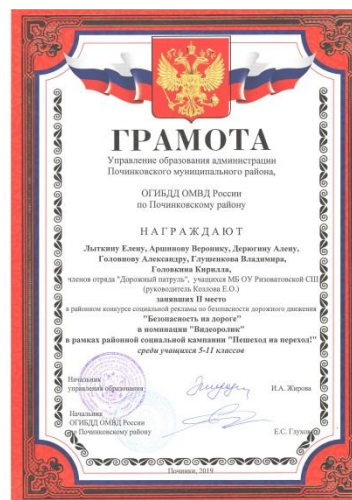 ГРАМОТА
Управление образования администрации
Починковского муниципального района,
ОГИБДД ОМВД России
по Починковскому району
НАГРАЖДАЮТ
Лыткину Елену, Аршинову Веронику, Дерюгину Алену,
Головнову Александру, Глушенкова Владимира,
Головкина Кирилла,
членов отряда "Дорожный патруль", учащихся МБ ОУ Ризоватовской СШ
(руководитель Козлова Е.О.)
занявших II место
в районном конкурсе социальной рекламы по безопасности дорожного движения
"Безопасность на дороге"
в номинации "Видеоролик"
в рамках районной социальной кампании "Пешеход на переход!"
среди учащихся 5-11 классов
Начальник
управления образования
И.А. Жирова
Начальник
ОГИБДД ОМВД России
по Починковскому району
Е.С. Глухов
Починки, 2019